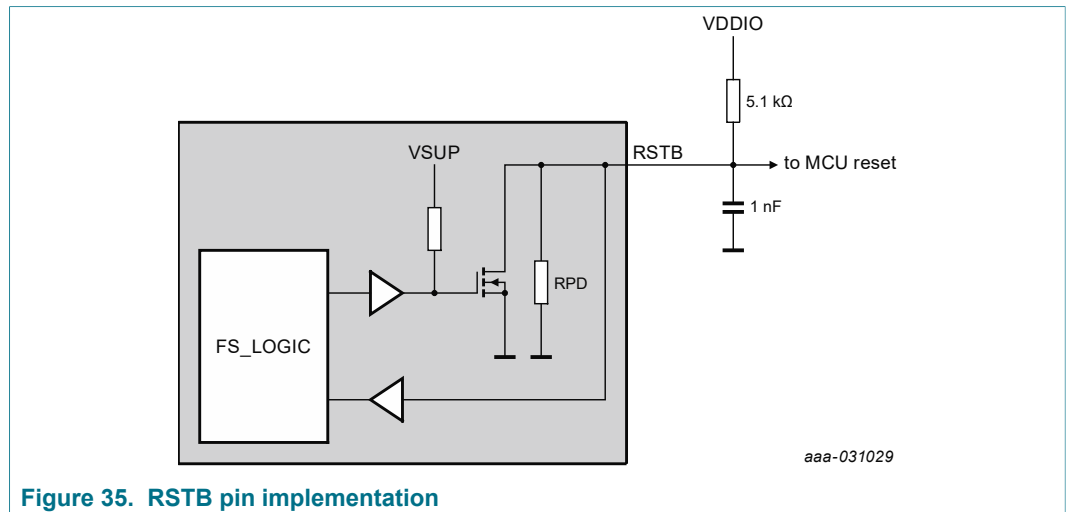 VDDIO
5.1 kΩ
VSUP
RSTB
to MCU reset
1 nF
RPD
FS_LOGIC
aaa-031029
Figure 35. RSTB pin implementation